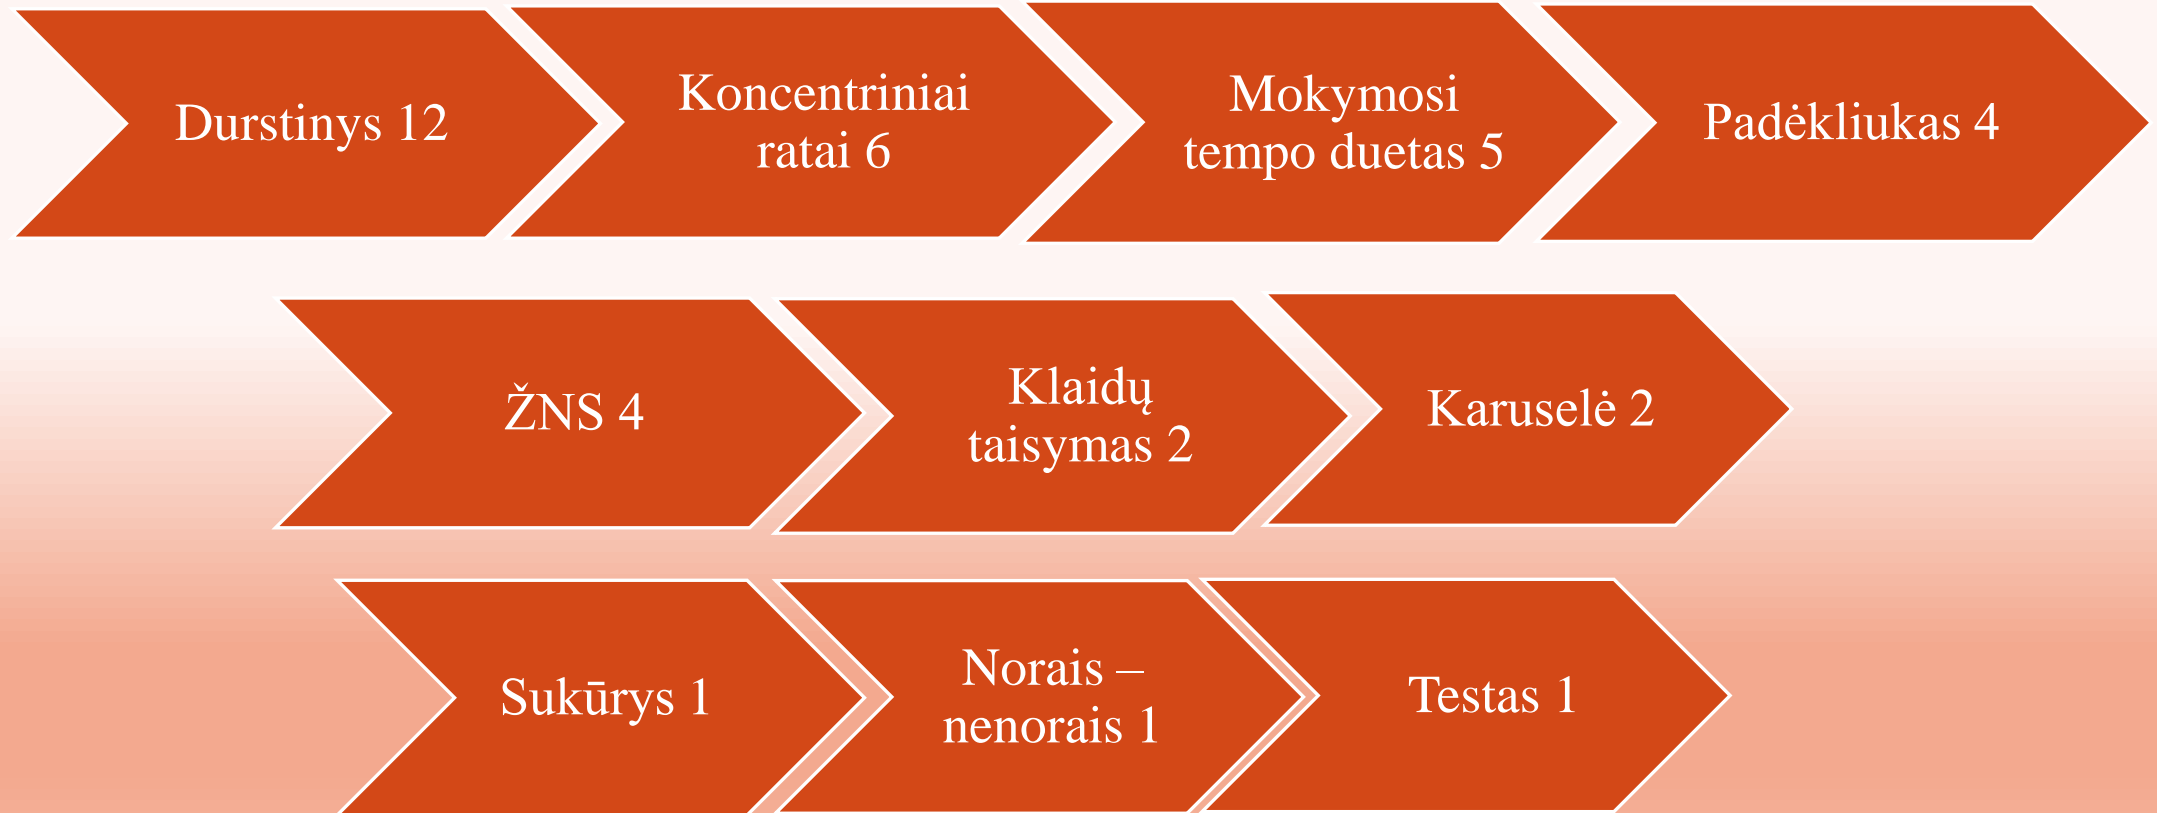 Durstinys 12
Koncentriniai
ratai 6
Mokymosi
tempo duetas 5
Padėkliukas 4
ŽNS 4
Klaidų
taisymas 2
Karuselė 2
Sukūrys 1
Norais –
nenorais 1
Testas 1